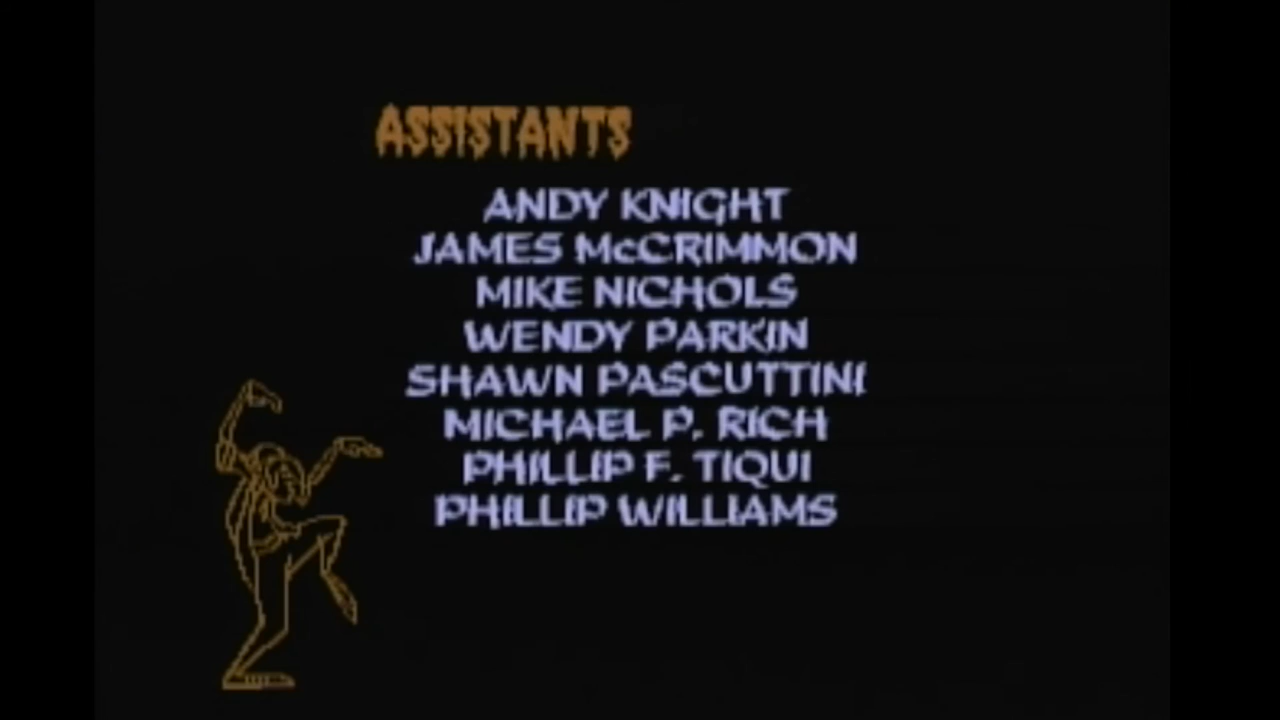 ASSISTANTS
ANDY KNIGHT
JAMES McCRIMMON
MIKE NICHOLS
WENDY PARKIN
SHAWN PASCUTTINI
MICHAEL P. RICH
PHILLIP F. TIQUI
PHILLIP WILLIAMS